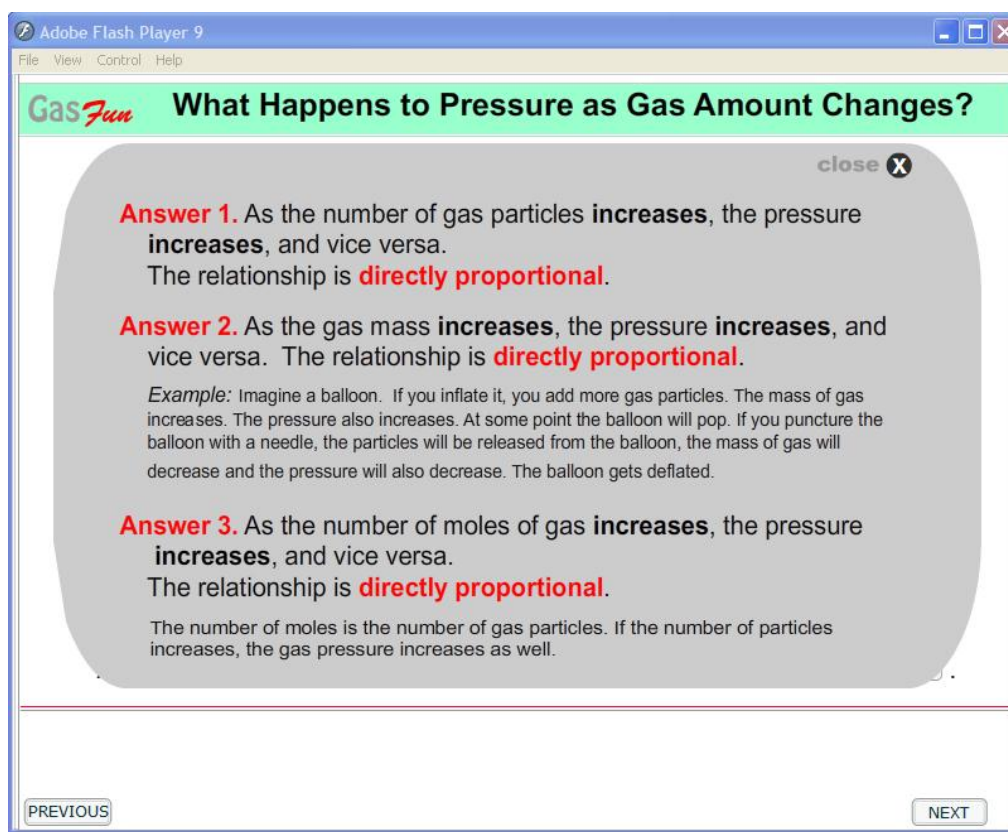 Adobe Flash Player 9
File View Control Help
Gas Fun What Happens to Pressure as Gas Amount Changes?
close X
Answer 1. As the number of gas particles increases, the pressure
increases, and vice versa.
The relationship is directly proportional.
Answer 2. As the gas mass increases, the pressure increases, and
vice versa. The relationship is directly proportional.
Example: Imagine a balloon. If you inflate it, you add more gas particles. The mass of gas
increases. The pressure also increases. At some point the balloon will pop. If you puncture the
balloon with a needle, the particles will be released from the balloon, the mass of gas will
decrease and the pressure will also decrease. The balloon gets deflated.
Answer 3. As the number of moles of gas increases, the pressure
increases, and vice versa.
The relationship is directly proportional.
The number of moles is the number of gas particles. If the number of particles
increases, the gas pressure increases as well.
PREVIOUS
NEXT